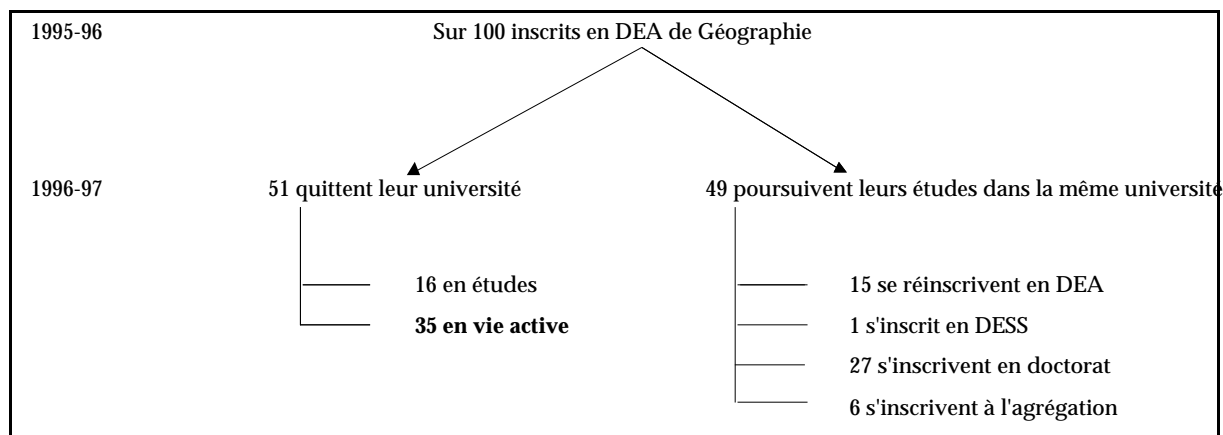 1995-96 Sur 100 inscrits en DEA de Géographie
1996-97 51 quittent leur université 49 poursuivent leurs études dans la même université
16 en études 15 se réinscrivent en DEA
35 en vie active 1 s'inscrit en DESS
27 s'inscrivent en doctorat
6 s'inscrivent à l'agrégation